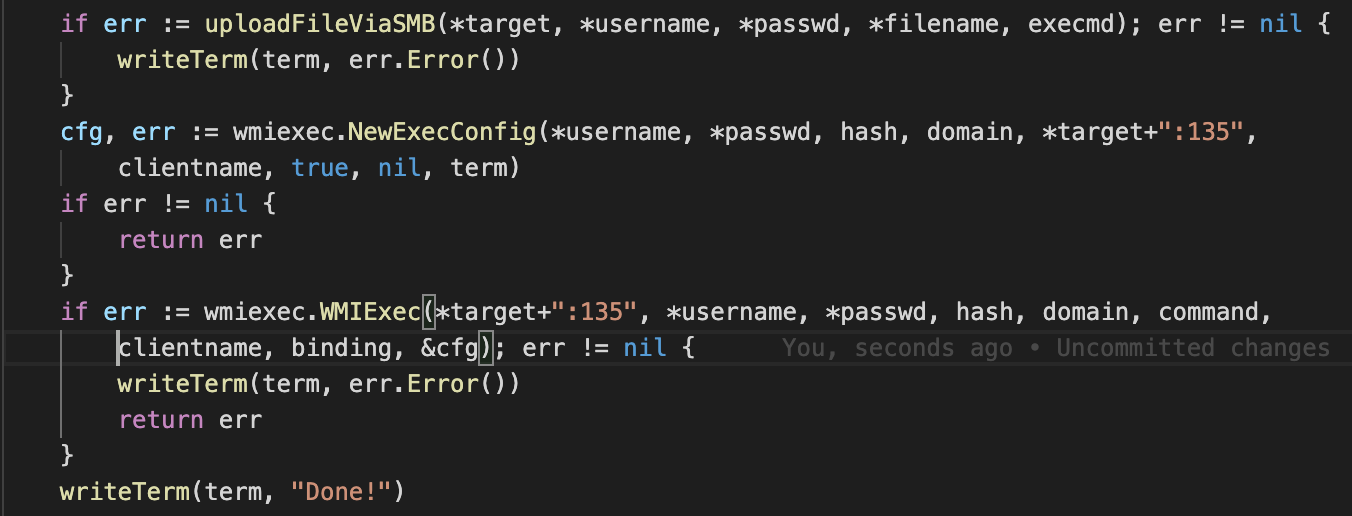 if err := uploadFileViaSMB(*target, *username, *passwd, *filename, execmd); err != nil {
writeTerm(term, err.Error())
}
cfg, err := wmiexec.NewExecConfig(*username, *passwd, hash, domain, *target+":135",
clientname, true, nil, term)
if err != nil {
return err
}
if err := wmiexec.WMIExec(*target+":135", *username, *passwd, hash, domain, command,
clientname, binding, &cfg); err != nil { You, seconds ago • Uncommitted changes
writeTerm(term, err.Error())
return err
}
writeTerm(term, "Done!")